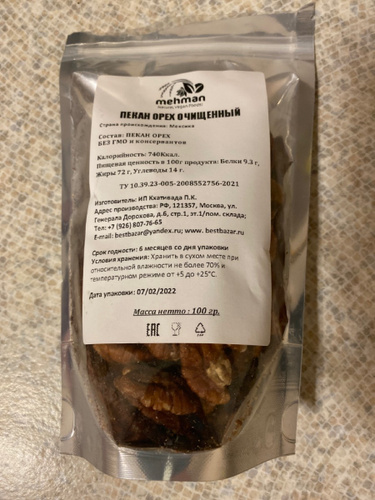 mehman
ПЕКАН ОРЕХ ОЧИЩЕННЫЙ
Страна происхождение: Мексика
Состав: ПЕКАН ОРЕХ
БЕЗ ГМО и консервантов
Калорийность: 740Ккал.
Пищевая ценность в 100г продукта: Белки 9.3 г,
Жиры 72 г, Углеводы 14 г.
ТУ 10.39.23-005-2008552756-2021
Изготовитель: ИП Хкативада П.К.
Адрес производства: РФ, 121357, Москва, ул.
Генерала Дорохова, д.6, стр.1, эт.1/пом. склада;
Тел: +7 (926) 807-76-65
E-mail: bestbazar@yandex.ru; www. bestbazar.ru
Срок годности: 6 месяцев со дня упаковки
Условия хранения: Хранить в сухом месте при
относительной влажности не более 70% и
температурном режиме от +5 до +25°C.
Дата упаковки: 07/02/2022
Масса нетто : 100 гр.
EAC